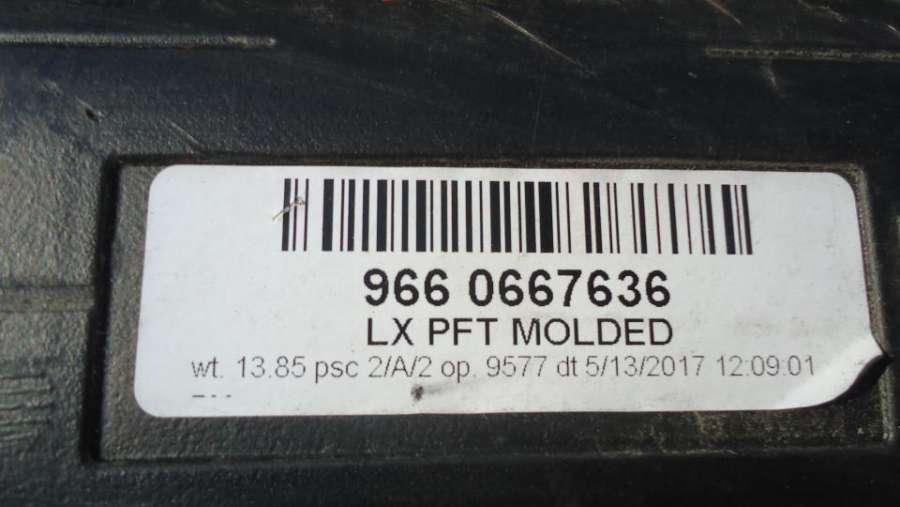 966 0667636
LX PFT MOLDED
wt. 13.85 psc 2/A/2 op. 9577 dt 5/13/2017 12:09:01